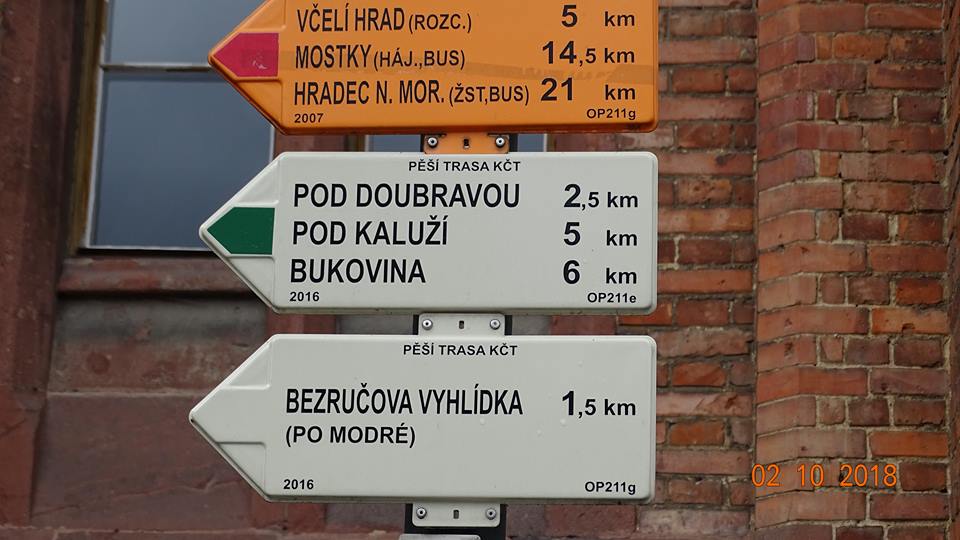 VČELÍ HRAD (ROZC.) 5 km
MOSTKY (HÁJ.,BUS) 14,5 km
HRADEC N. MOR. (ŽST,BUS) 21 km
2007 OP211g
PĚŠÍ TRASA KČT
POD DOUBRAVOU 2,5 km
POD KALUŽÍ 5 km
BUKOVINA 6 km
2016 OP211e
PĚŠÍ TRASA KČT
BEZRUČOVA VYHLÍDKA 1,5 km
(PO MODRÉ)
2016 OP211g
02 10 2018